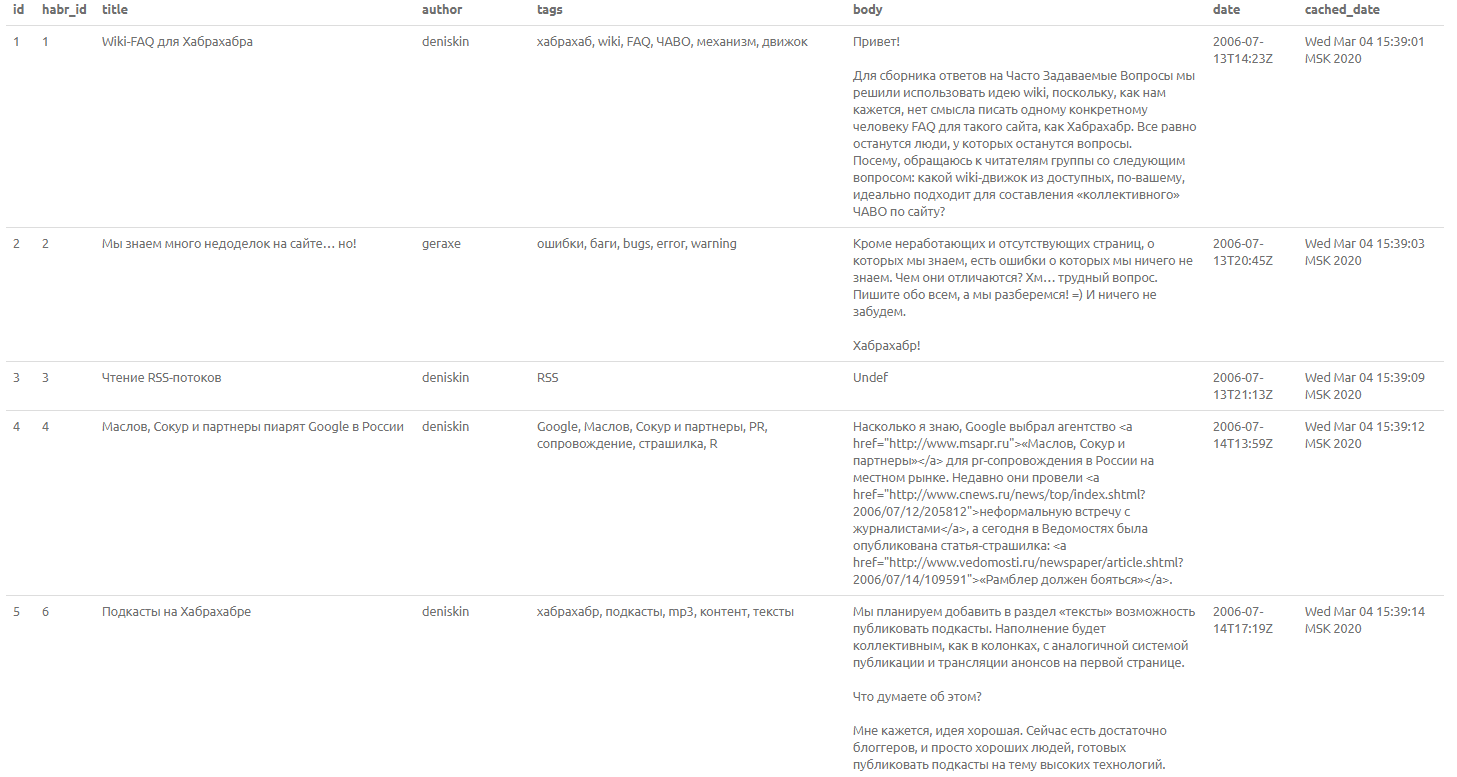 id habr_id title author tags body date cached_date
1 1 Wiki-FAQ для Хабрахабра deniskin хабрахаб, wiki, FAQ, ЧАВО, механизм, движок Привет! 2006-07- Wed Mar 04 15:39:01
13T14:23Z MSK 2020
Для сборника ответов на Часто Задаваемые Вопросы мы
решили использовать идею wiki, поскольку, как нам
кажется, нет смысла писать одному конкретному
человеку FAQ для такого сайта, как Хабрахабр. Все равно
останутся люди, у которых останутся вопросы.
Посему, обращаюсь к читателям группы со следующим
вопросом: какой wiki-движок из доступных, по-вашему,
идеально подходит для составления «коллективного»
ЧАВО по сайту?
2 2 Мы знаем много недоделок на сайте… но! geraxe ошибки, баги, bugs, error, warning Кроме неработающих и отсутствующих страниц, о 2006-07- Wed Mar 04 15:39:03
которых мы знаем, есть ошибки о которых мы ничего не 13T20:45Z MSK 2020
знаем. Чем они отличаются? Хм… трудный вопрос.
Пишите обо всем, а мы разберемся! =) И ничего не
забудем.
Хабрахабр!
3 3 Чтение RSS-потоков deniskin RSS Undef 2006-07- Wed Mar 04 15:39:09
13T21:13Z MSK 2020
4 4 Маслов, Сокур и партнеры пиарят Google в России deniskin Google, Маслов, Сокур и партнеры, PR, Насколько я знаю, Google выбрал агентство <a 2006-07- Wed Mar 04 15:39:12
сопровождение, страшилка, R href="http://www.msapr.ru">«Маслов, Сокур и 14T13:59Z MSK 2020
партнеры»</a> для pr-сопровождения в России на
местном рынке. Недавно они провели <a
href="http://www.cnews.ru/news/top/index.shtml?
2006/07/12/205812">неформальную встречу с
журналистами</a>, а сегодня в Ведомостях была
опубликована статья-страшилка: <a
href="http://www.vedomosti.ru/newspaper/article.shtml?
2006/07/14/109591">«Рамблер должен бояться»</a>.
5 6 Подкасты на Хабрахабре deniskin хабрахабр, подкасты, mp3, контент, тексты Мы планируем добавить в раздел «тексты» возможность 2006-07- Wed Mar 04 15:39:14
публиковать подкасты. Наполнение будет 14T17:19Z MSK 2020
коллективным, как в колонках, с аналогичной системой
публикации и трансляции анонсов на первой странице.
Что думаете об этом?
Мне кажется, идея хорошая. Сейчас есть достаточно
блоггеров, и просто хороших людей, готовых
публиковать подкасты на тему высоких технологий.